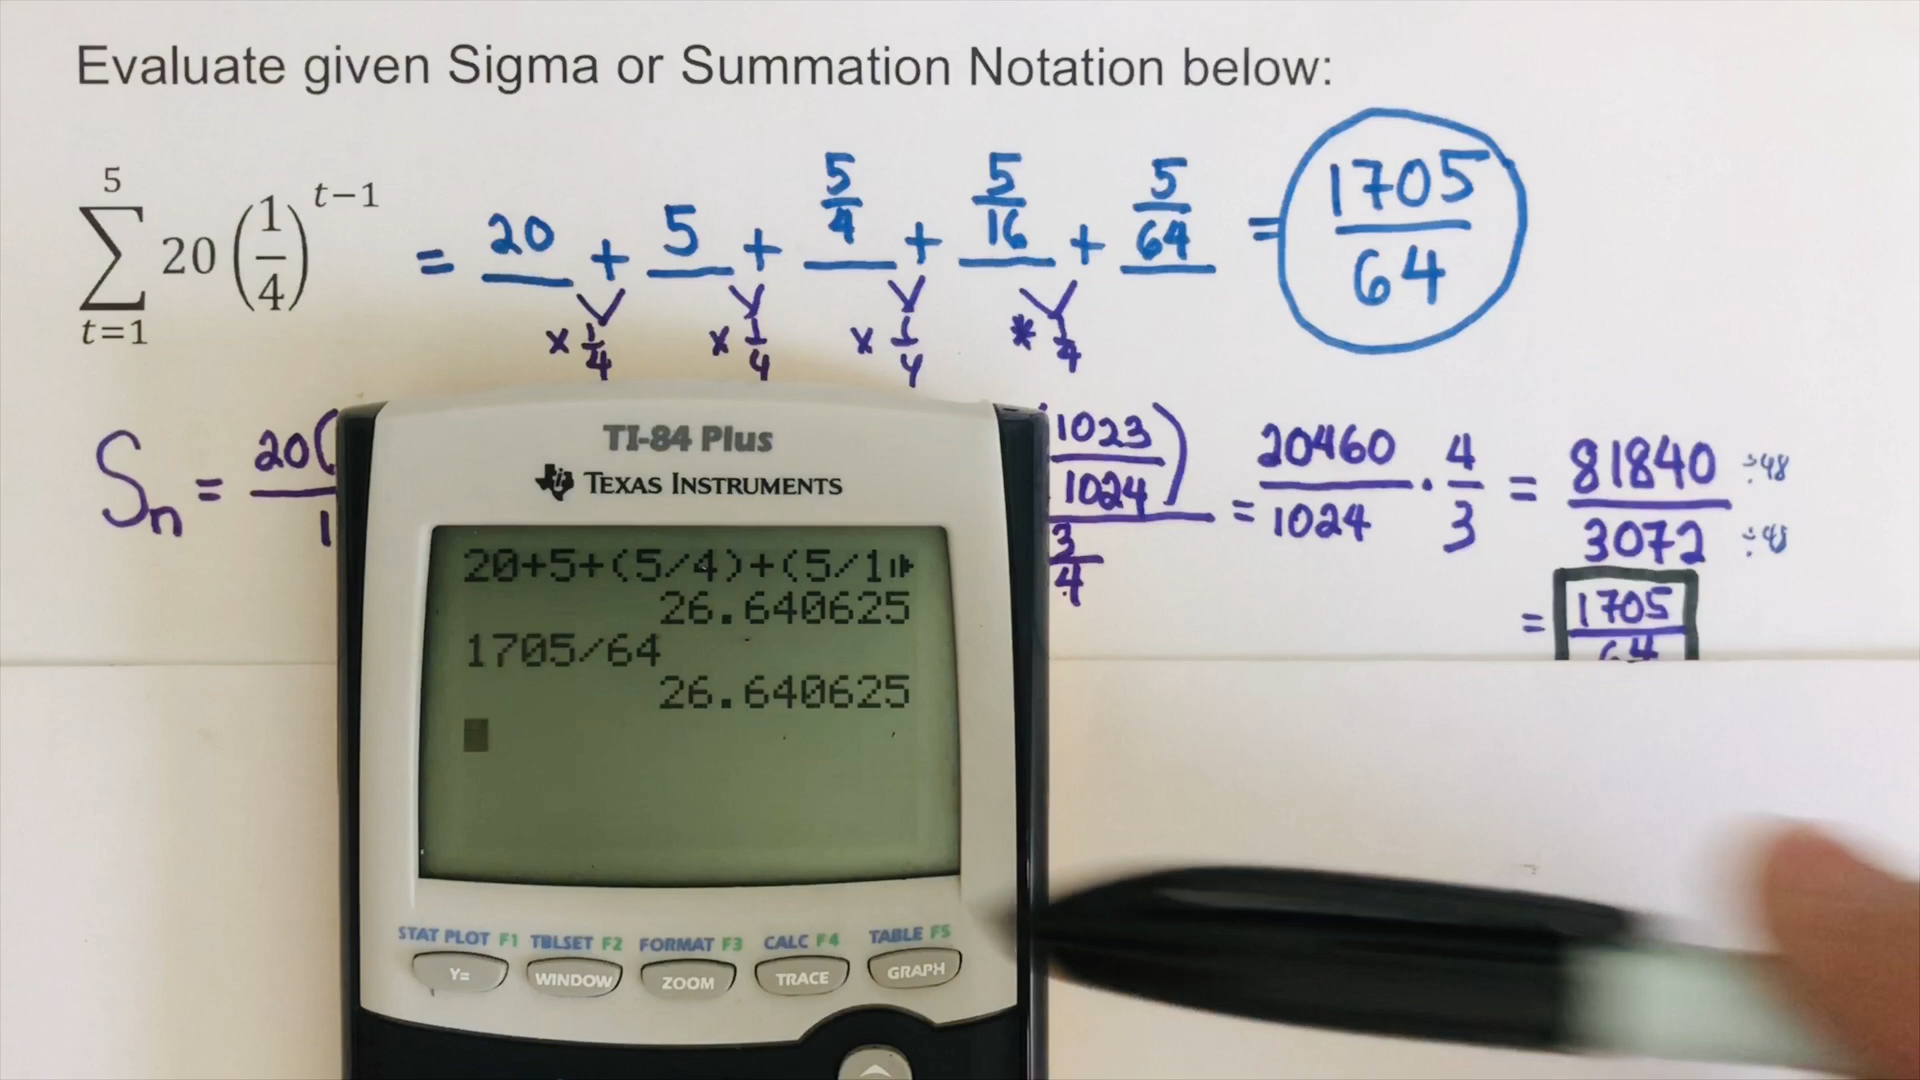 Evaluate given Sigma or Summation Notation below:
5
∑ 20 (1/4)^(t−1) = 20 + 5 + 5/4 + 5/16 + 5/64 = 1705/64
t=1
× 1/4 × 1/4 × 1/4 * 1/4
Sn = 20( 1 1023/1024) 3/4 = 20460/1024 · 4/3 = 81840/3072 ÷48 ÷48
= 1705/64
TI-84 Plus
TEXAS INSTRUMENTS
20+5+(5/4)+(5/1
26.640625
1705/64
26.640625
STAT PLOT F1 TBLSET F2 FORMAT F3 CALC F4 TABLE F5
Y= WINDOW ZOOM TRACE GRAPH